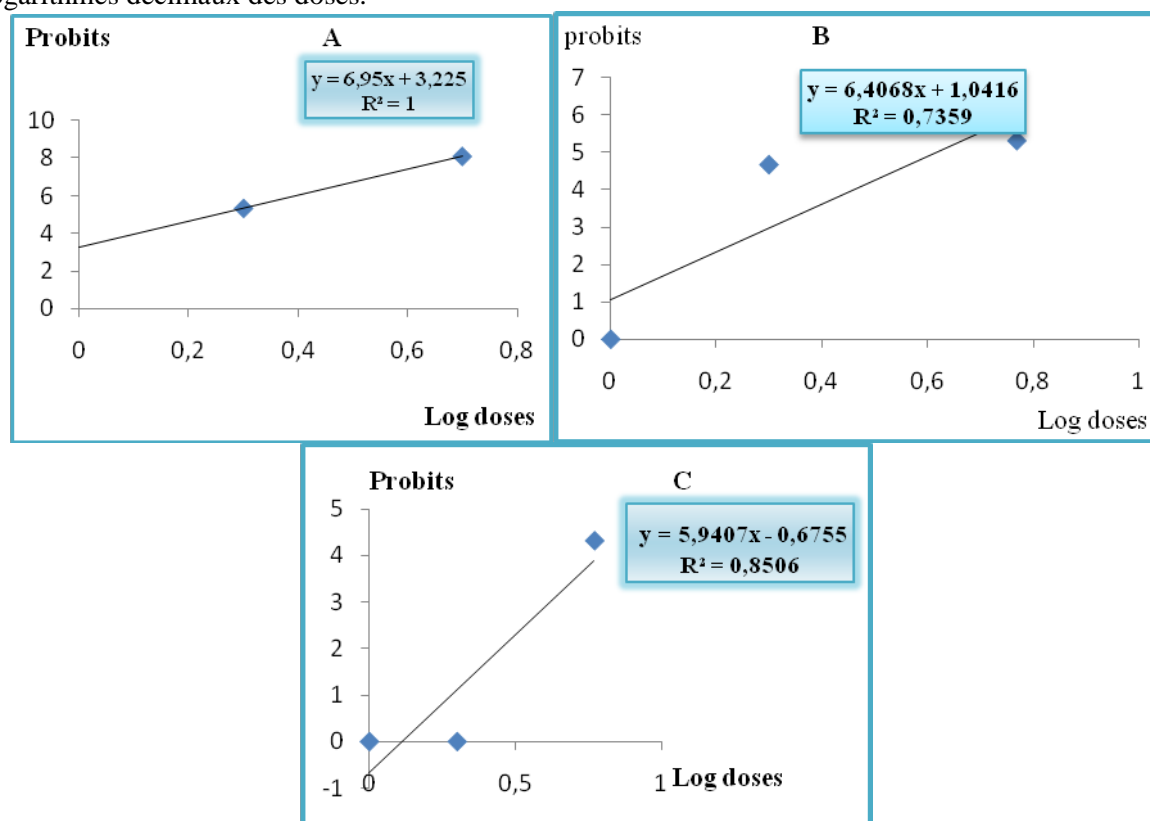 des doses.
Probits
A
y = 6,95x + 3,225
R² = 1
10
8
6
4
2
0
0 0,2 0,4 0,6 0,8
Log doses
probits
B
y = 6,4068x + 1,0416
R² = 0,7359
7
6
5
4
3
2
1
0
0 0,2 0,4 0,6 0,8 1
Log doses
Probits
C
y = 5,9407x - 0,6755
R² = 0,8506
5
4
3
2
1
0
-1
0 0,5 1
Log doses